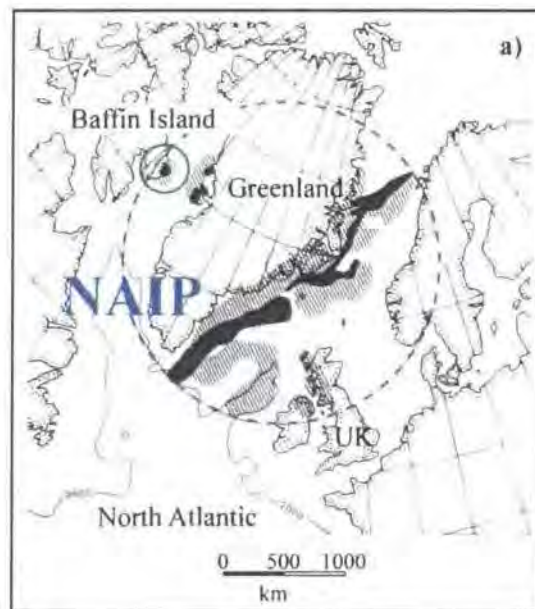 a)
Baffin Island
Greenland
NAIP
UK
North Atlantic
0 500 1000
km